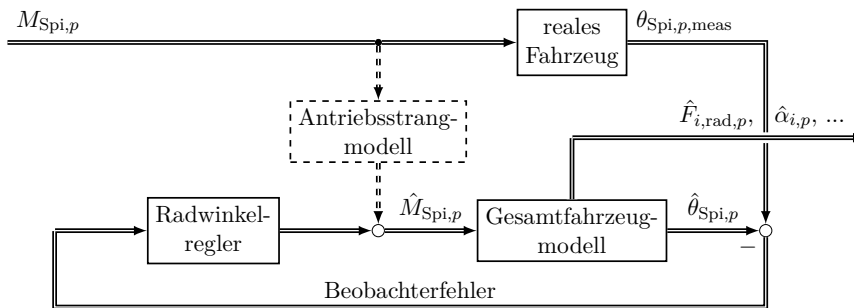 M_{Spi,p}
reales
Fahrzeug
θ_{Spi,p,meas}
Antriebsstrang-
modell
F̂_{i,rad,p}, α̂_{i,p}, ...
Radwinkel-
regler
M̂_{Spi,p}
Gesamtfahrzeug-
modell
θ̂_{Spi,p}
−
Beobachterfehler